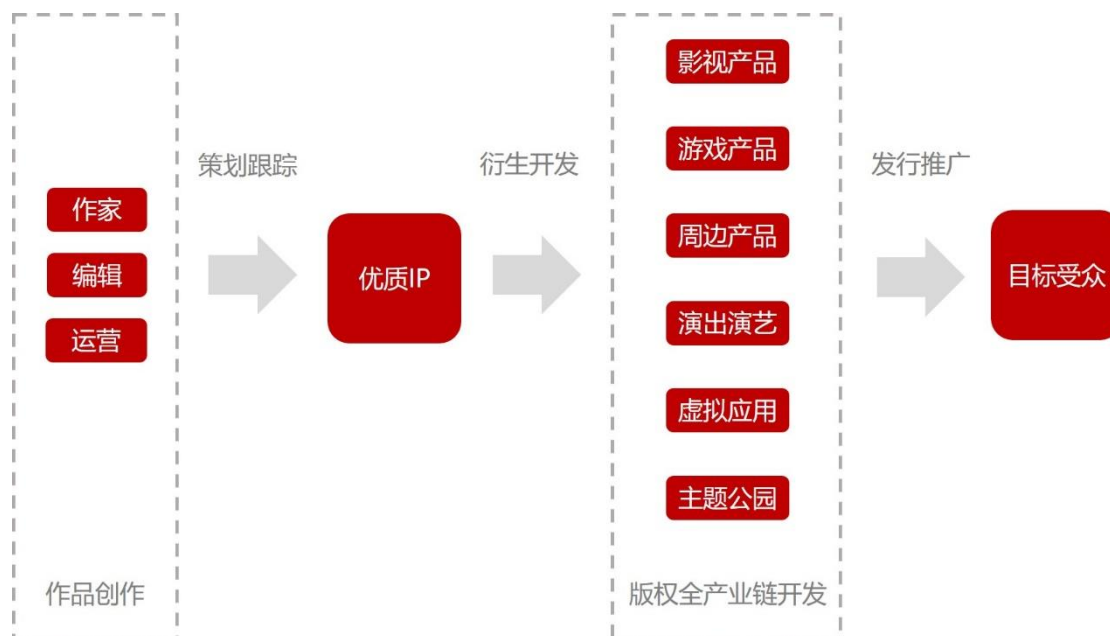 作家
编辑
运营
作品创作
策划跟踪
优质IP
衍生开发
影视产品
游戏产品
周边产品
演出演艺
虚拟应用
主题公园
版权全产业链开发
发行推广
目标受众